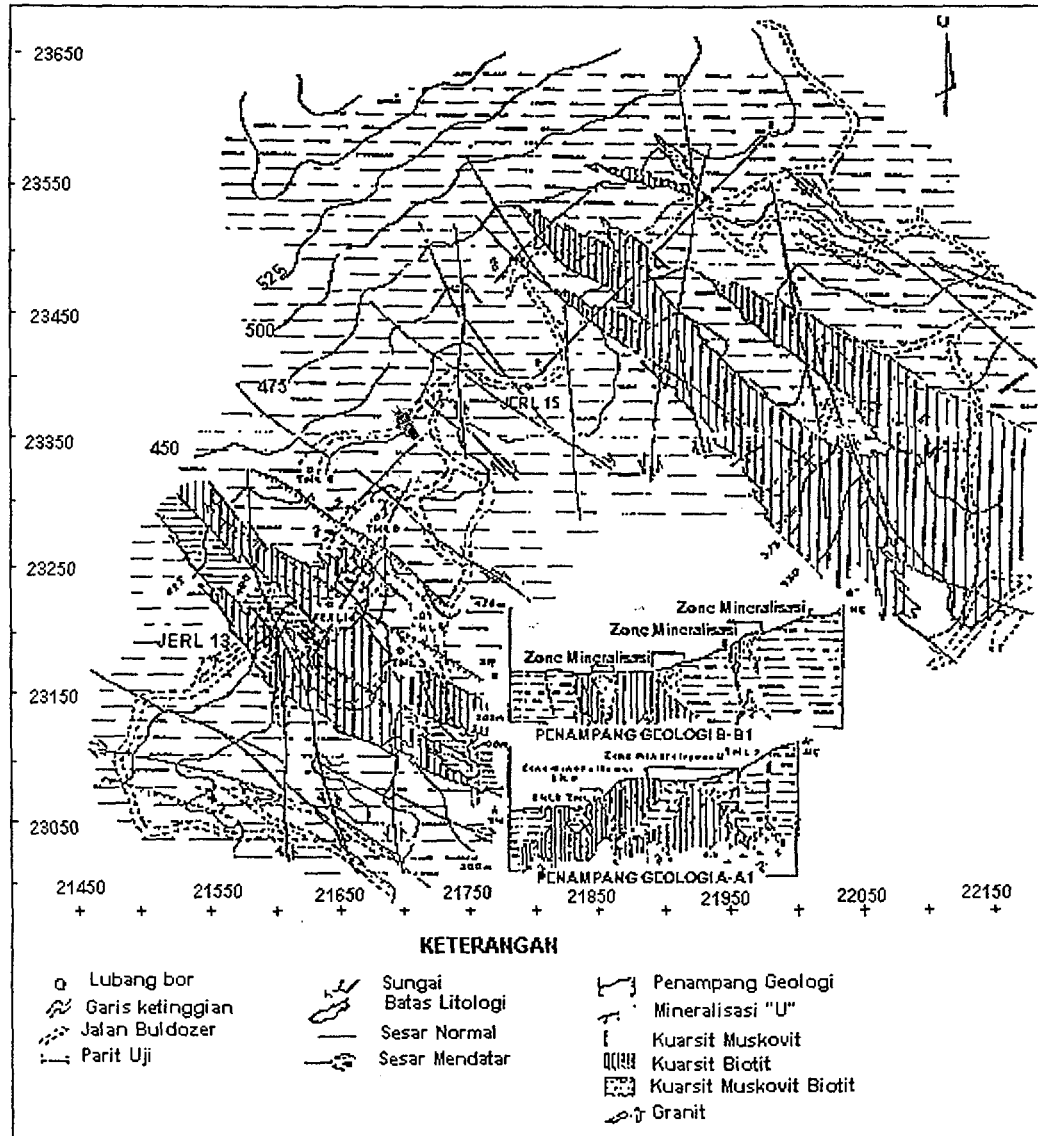 23650
23550
23450
23350
23250
23150
23050
525
500
475
450
JERL 15
JERL 13
Zone Mineralisasi
Zone Mineralisasi
Zone Mineralisasi
PENAMPANG GEOLOGI B-B1
PENAMPANG GEOLOGI A-A1
21450
21550
21650
21750
21850
21950
22050
22150
KETERANGAN
Lubang bor
Garis ketinggian
Jalan Buldozer
Parit Uji
Sungai
Batas Litologi
Sesar Normal
Sesar Mendatar
Penampang Geologi
Mineralisasi "U"
Kuarsit Muskovit
Kuarsit Biotit
Kuarsit Muskovit Biotit
Granit